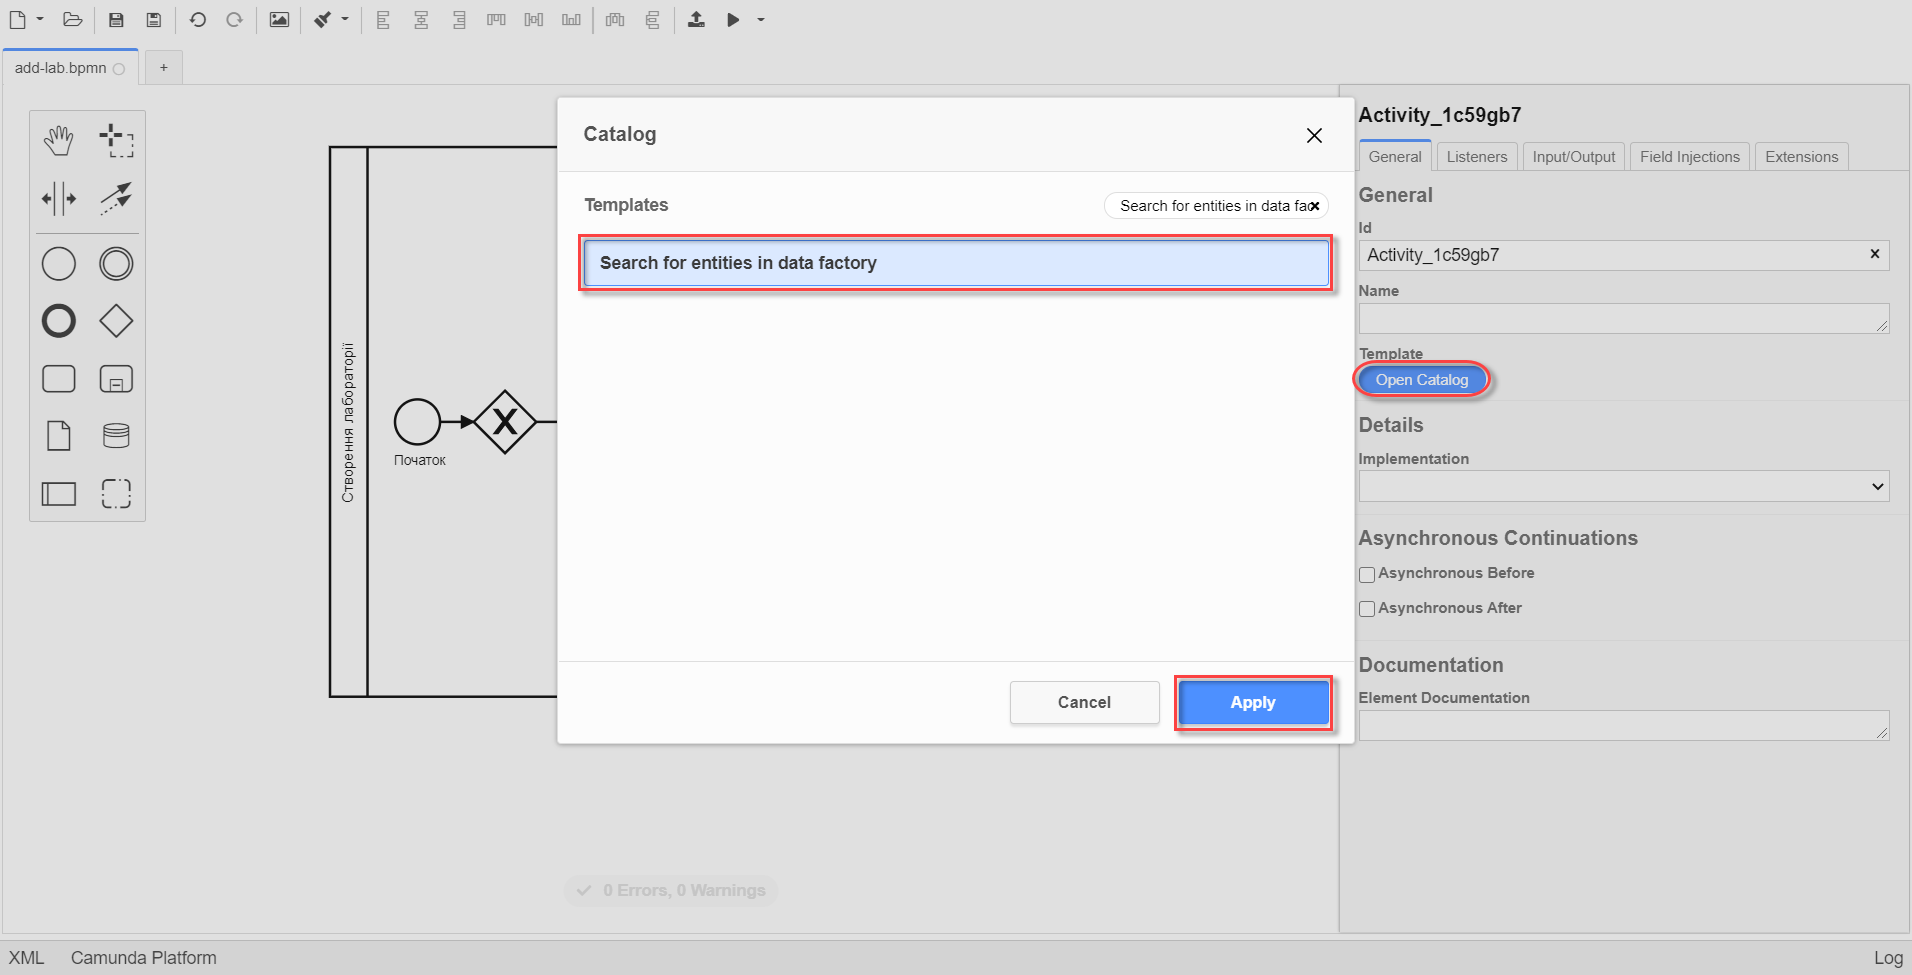 add-lab.bpmn
+
Створення лабораторії
Початок
Catalog
Templates
Search for entities in data fac
Search for entities in data factory
Cancel
Apply
0 Errors, 0 Warnings
Activity_1c59gb7
General
Listeners
Input/Output
Field Injections
Extensions
General
Id
Activity_1c59gb7
Name
Template
Open Catalog
Details
Implementation
Asynchronous Continuations
Asynchronous Before
Asynchronous After
Documentation
Element Documentation
XML
Camunda Platform
Log